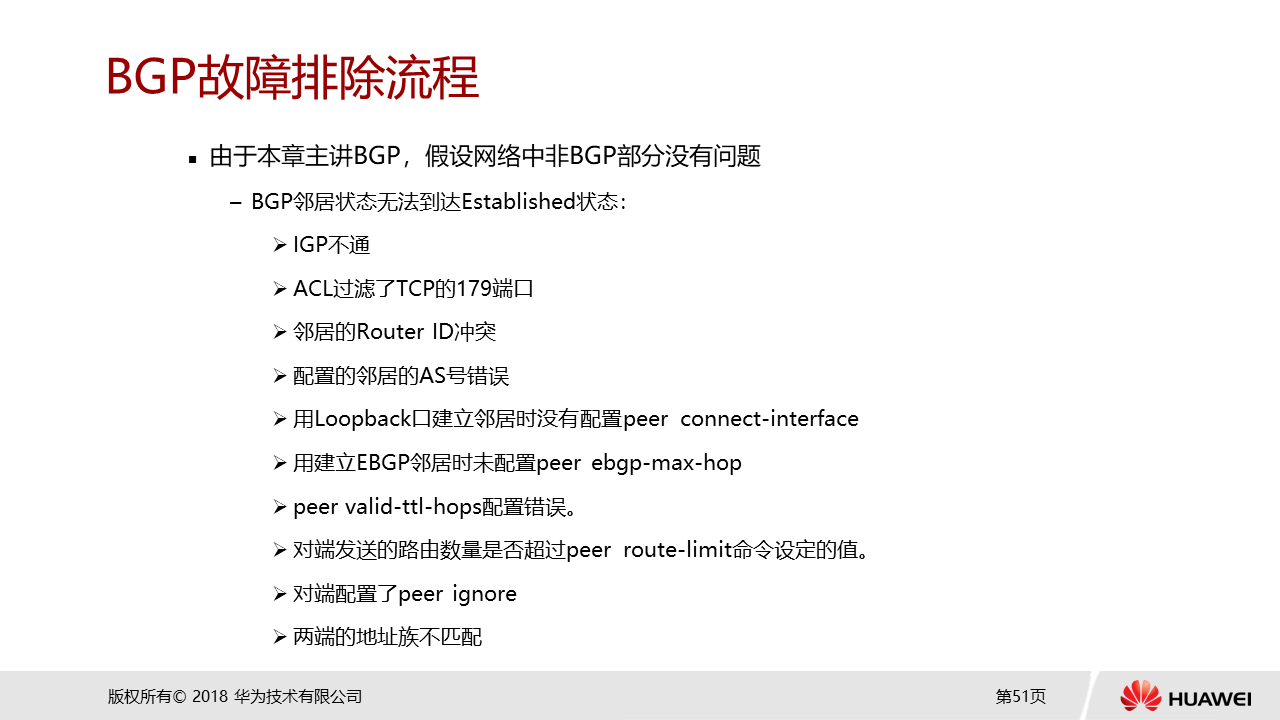 BGP故障排除流程
▪ 由于本章主讲BGP，假设网络中非BGP部分没有问题
– BGP邻居状态无法到达Established状态：
➢ IGP不通
➢ ACL过滤了TCP的179端口
➢ 邻居的Router ID冲突
➢ 配置的邻居的AS号错误
➢ 用Loopback口建立邻居时没有配置peer connect-interface
➢ 用建立EBGP邻居时未配置peer ebgp-max-hop
➢ peer valid-ttl-hops配置错误。
➢ 对端发送的路由数量是否超过peer route-limit命令设定的值。
➢ 对端配置了peer ignore
➢ 两端的地址族不匹配
版权所有© 2018 华为技术有限公司
第51页
HUAWEI